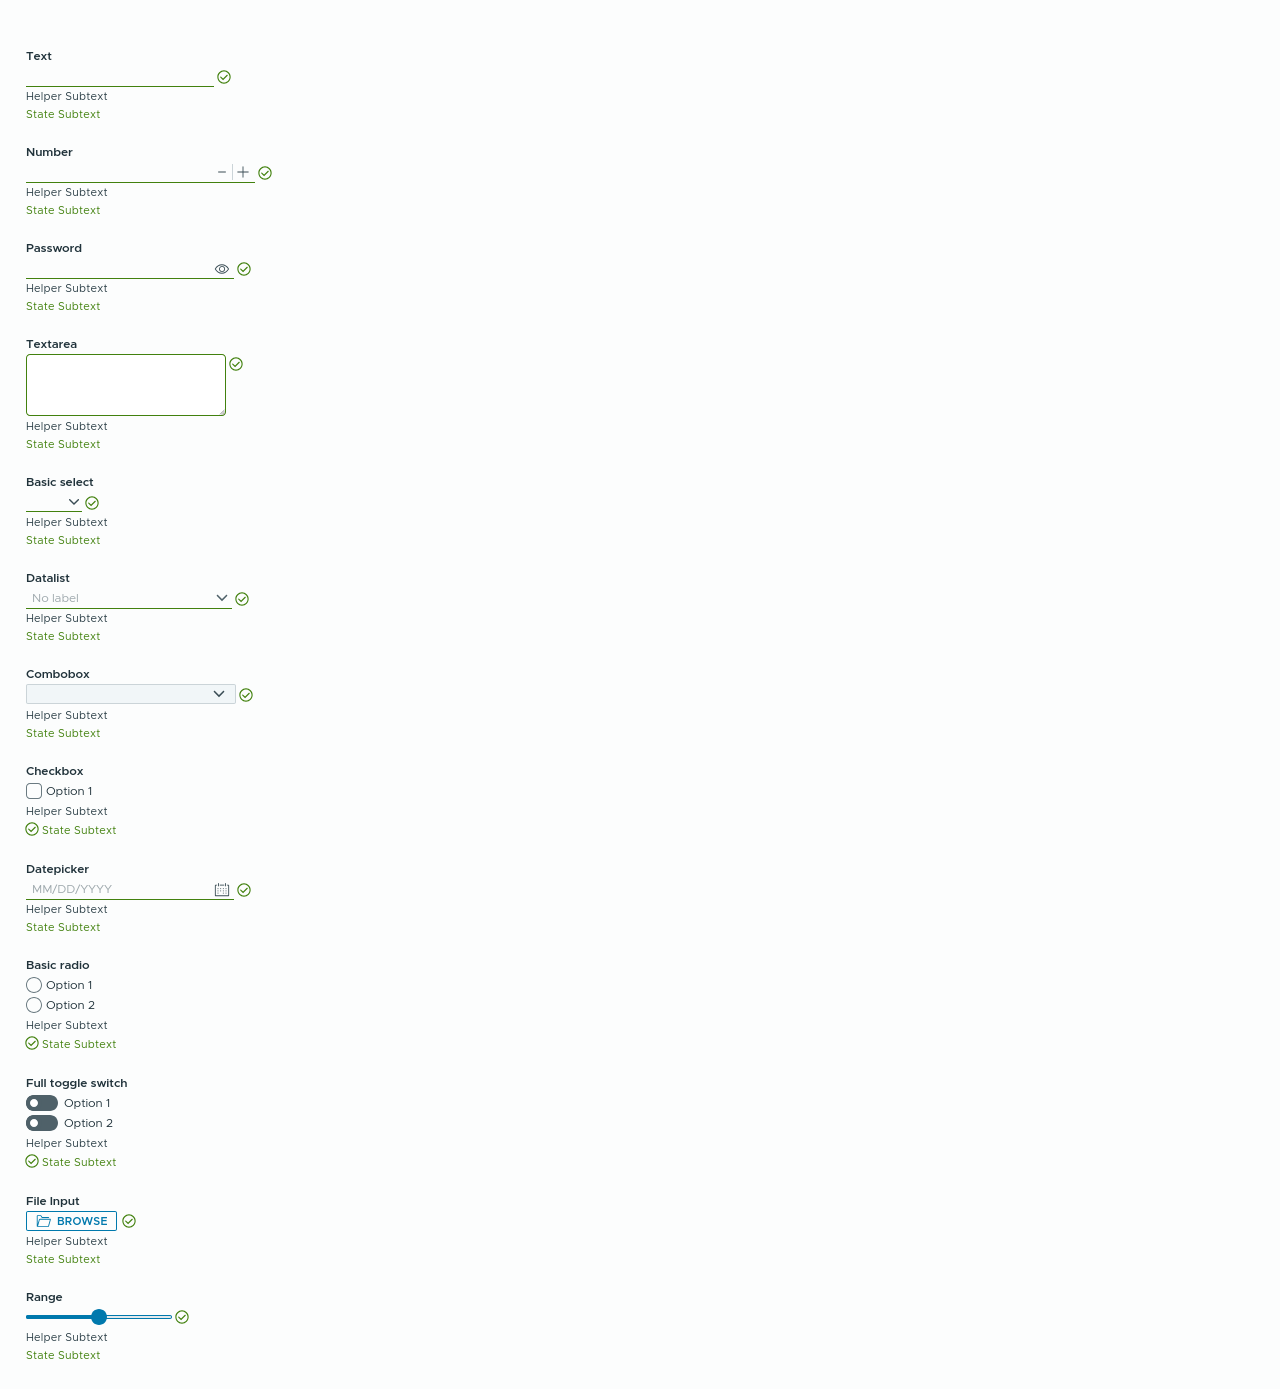 Text
Helper Subtext
State Subtext
Number
Helper Subtext
State Subtext
Password
Helper Subtext
State Subtext
Textarea
Helper Subtext
State Subtext
Basic select
Helper Subtext
State Subtext
Datalist
No label
Helper Subtext
State Subtext
Combobox
Helper Subtext
State Subtext
Checkbox
Option 1
Helper Subtext
State Subtext
Datepicker
MM/DD/YYYY
Helper Subtext
State Subtext
Basic radio
Option 1
Option 2
Helper Subtext
State Subtext
Full toggle switch
Option 1
Option 2
Helper Subtext
State Subtext
File Input
BROWSE
Helper Subtext
State Subtext
Range
Helper Subtext
State Subtext